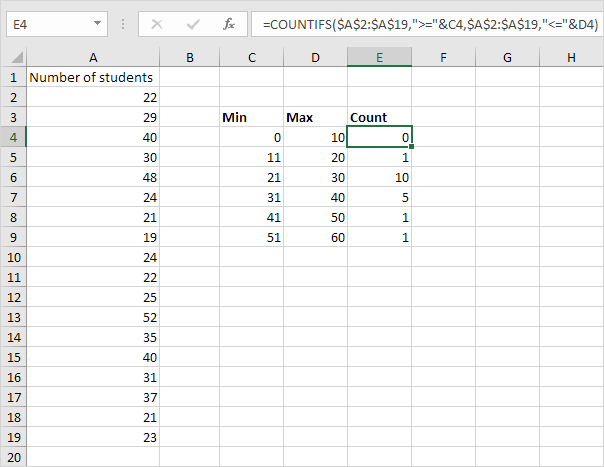 E4 fx =COUNTIFS($A$2:$A$19,">="&C4,$A$2:$A$19,"<="&D4)
A B C D E F G H
1 Number of students
2 22
3 29 Min Max Count
4 40 0 10 0
5 30 11 20 1
6 48 21 30 10
7 24 31 40 5
8 21 41 50 1
9 19 51 60 1
10 24
11 22
12 25
13 52
14 35
15 40
16 31
17 37
18 21
19 23
20